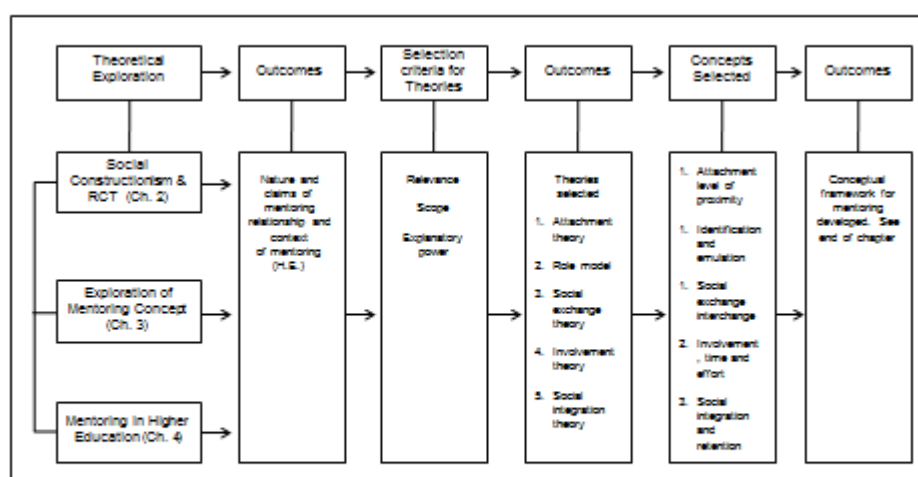 Theoretical
Exploration
Outcomes
Selection
criteria for
Theories
Outcomes
Concepts
Selected
Outcomes
Social
Constructionism &
RCT (Ch. 2)
Exploration of
Mentoring Concept
(Ch. 3)
Mentoring in Higher
Education (Ch. 4)
Nature and
claims of
mentoring
relationship and
context
of mentoring
(H.E.)
Relevance
Scope
Explanatory
power
Theories
selected
1. Attachment
theory
2. Role model
3. Social
exchange
theory
4. Involvement
theory
5. Social
integration
theory
1. Attachment
level of
proximity
1. Identification
and
emulation
1. Social
exchange
interchange
2. Involvement
, time and
effort
3. Social
integration
and
retention
Conceptual
framework for
mentoring
developed. See
end of chapter